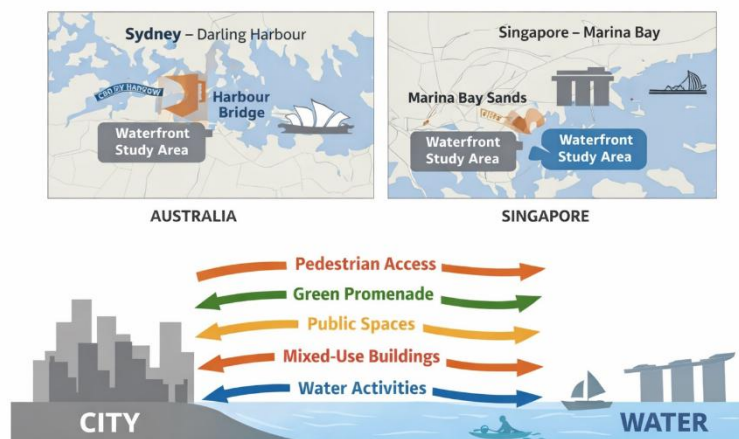 Sydney – Darling Harbour
Harbour
Bridge
Waterfront
Study Area
Singapore – Marina Bay
Marina Bay Sands
Waterfront
Study Area
Waterfront
Study Area
AUSTRALIA
SINGAPORE
Pedestrian Access
Green Promenade
Public Spaces
Mixed-Use Buildings
Water Activities
CITY
WATER